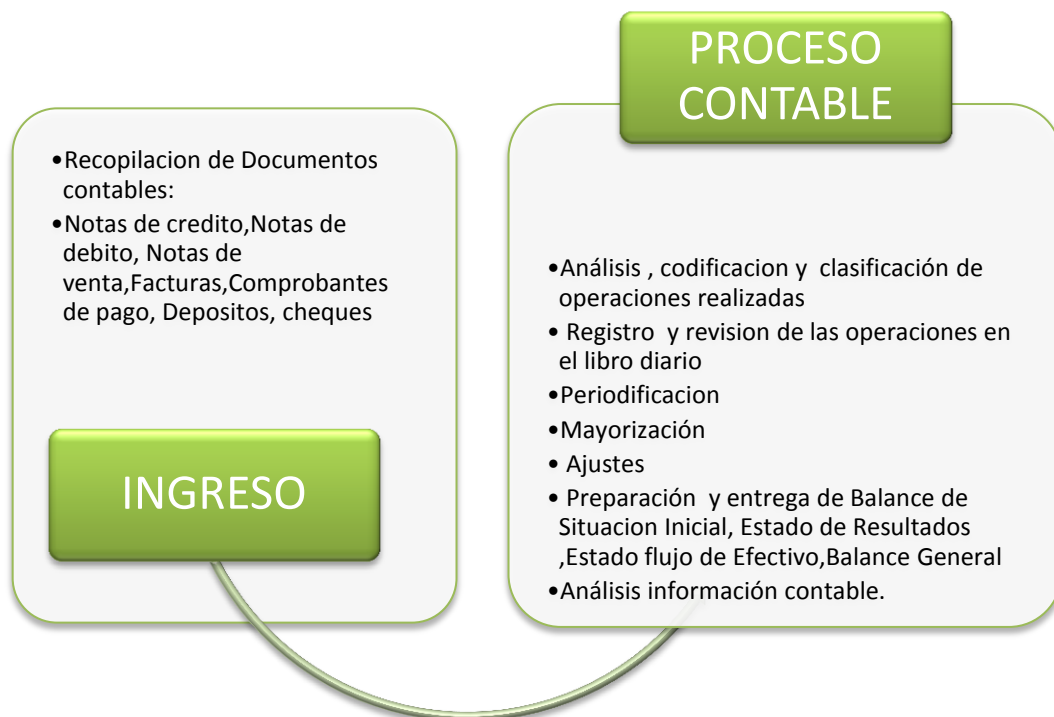 •Recopilacion de Documentos
contables:
•Notas de credito,Notas de
debito, Notas de
venta,Facturas,Comprobantes
de pago, Depositos, cheques
INGRESO
PROCESO
CONTABLE
•Análisis , codificacion y  clasificación de
operaciones realizadas
• Registro  y revision de las operaciones en
el libro diario
•Periodificacion
•Mayorización
• Ajustes
• Preparación  y entrega de Balance de
Situacion Inicial, Estado de Resultados
,Estado flujo de Efectivo,Balance General
•Análisis información contable.